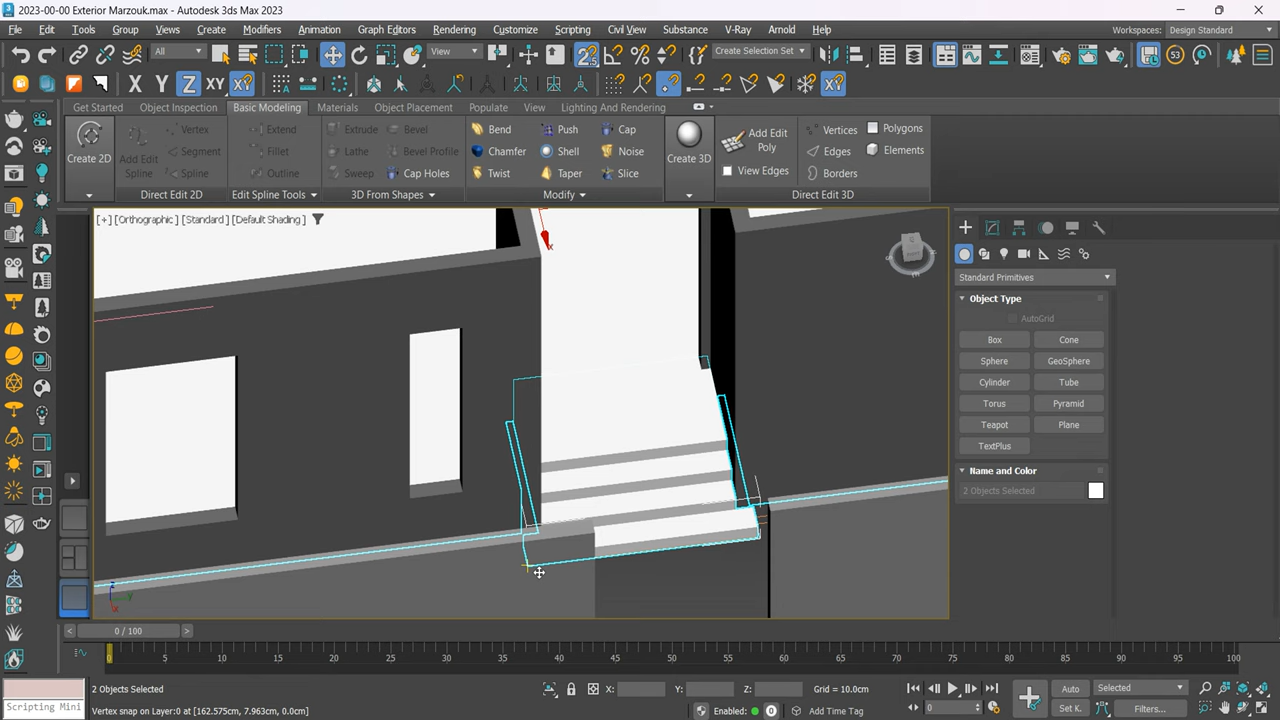 2023-00-00 Exterior Marzouk.max - Autodesk 3ds Max 2023
File Edit Tools Group Views Create Modifiers Animation Graph Editors Rendering Customize Scripting Civil View Substance V-Ray Arnold Help Workspaces: Design Standard
All View Create Selection Set 53
X Y Z XY
Get Started Object Inspection Basic Modeling Materials Object Placement Populate View Lighting And Rendering
Create 2D Add Edit Spline Vertex Segment Spline Extend Fillet Outline Extrude Bevel Lathe Bevel Profile Sweep Cap Holes Bend Push Cap Chamfer Shell Noise Twist Taper Slice Create 3D Add Edit Poly View Edges Vertices Polygons Edges Elements Borders
Direct Edit 2D Edit Spline Tools 3D From Shapes Modify Direct Edit 3D
[+] [Orthographic ] [Standard ] [Default Shading ]
x
z
y
x
Standard Primitives
Object Type
AutoGrid
Box Cone
Sphere GeoSphere
Cylinder Tube
Torus Pyramid
Teapot Plane
TextPlus
Name and Color
2 Objects Selected
< 0 / 100 >
0 5 10 15 20 25 30 35 40 45 50 55 60 65 70 75 80 85 90 95 100
2 Objects Selected X: Y: Z: Grid = 10.0cm Auto Selected
Scripting Mini Vertex snap on Layer:0 at [162.575cm, 7.963cm, 0.0cm] Enabled: 0 Add Time Tag 0 Set K. Filters...